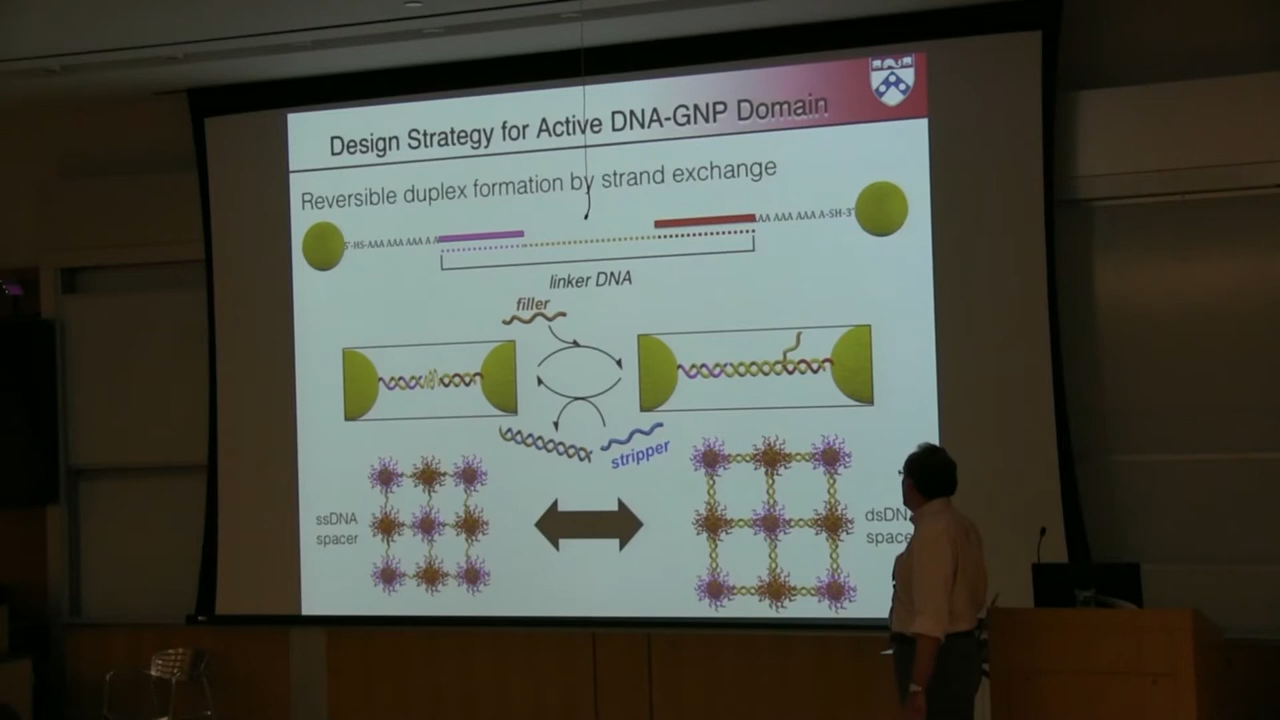 Design Strategy for Active DNA-GNP Domain
Reversible duplex formation by strand exchange
5'-HS-AAA AAA AAA A A
AA AAA AAA A-SH-3'
linker DNA
filler
stripper
ssDNA
spacer
dsDN
space